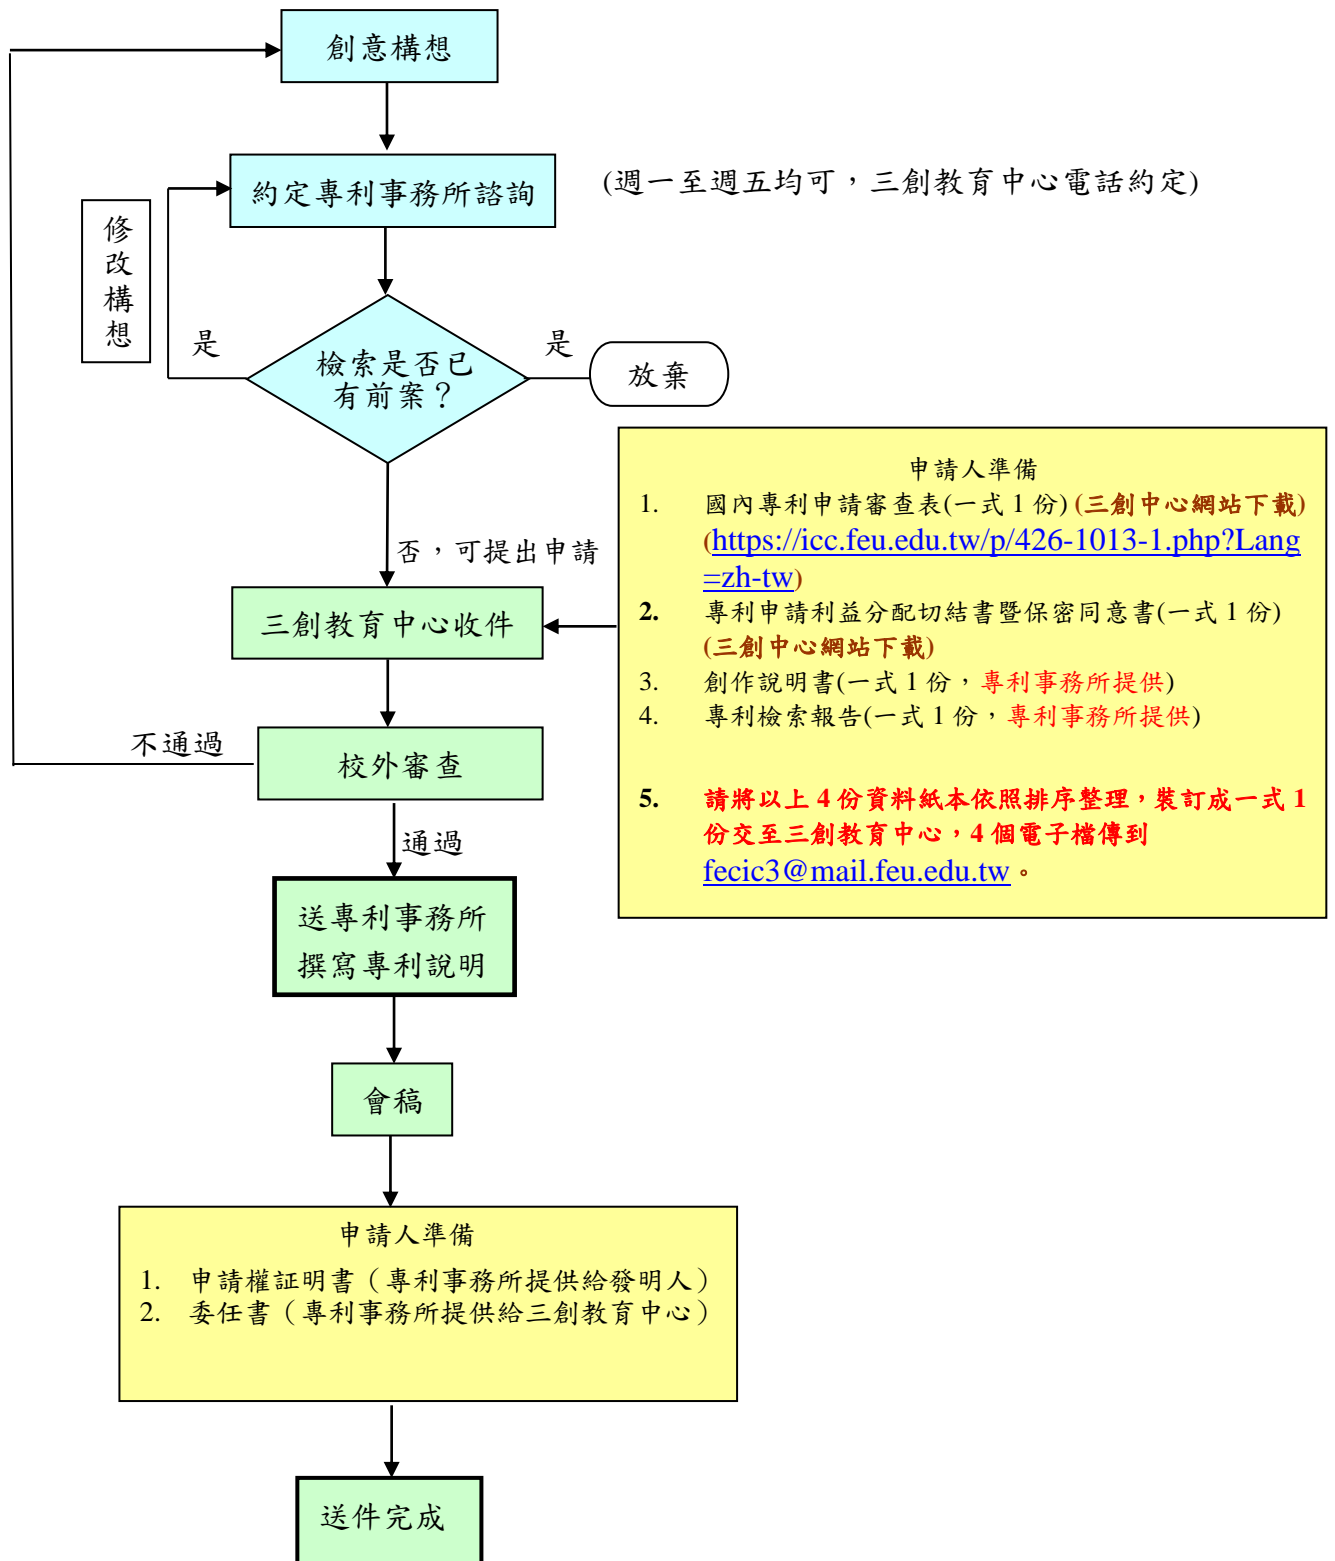 創意構想
約定專利事務所諮詢
(週一至週五均可，三創教育中心電話約定)
修
改
構
想
是
檢索是否已
有前案？
是
放棄
否，可提出申請
申請人準備
1. 國內專利申請審查表(一式 1 份) (三創中心網站下載)
(https://icc.feu.edu.tw/p/426-1013-1.php?Lang
=zh-tw)
2. 專利申請利益分配切結書暨保密同意書(一式 1 份)
(三創中心網站下載)
3. 創作說明書(一式 1 份，專利事務所提供)
4. 專利檢索報告(一式 1 份，專利事務所提供)
5. 請將以上 4 份資料紙本依照排序整理，裝訂成一式 1
份交至三創教育中心，4 個電子檔傳到
fecic3@mail.feu.edu.tw 。
三創教育中心收件
不通過
校外審查
通過
送專利事務所
撰寫專利說明
會稿
申請人準備
1. 申請權証明書（專利事務所提供給發明人）
2. 委任書（專利事務所提供給三創教育中心）
送件完成